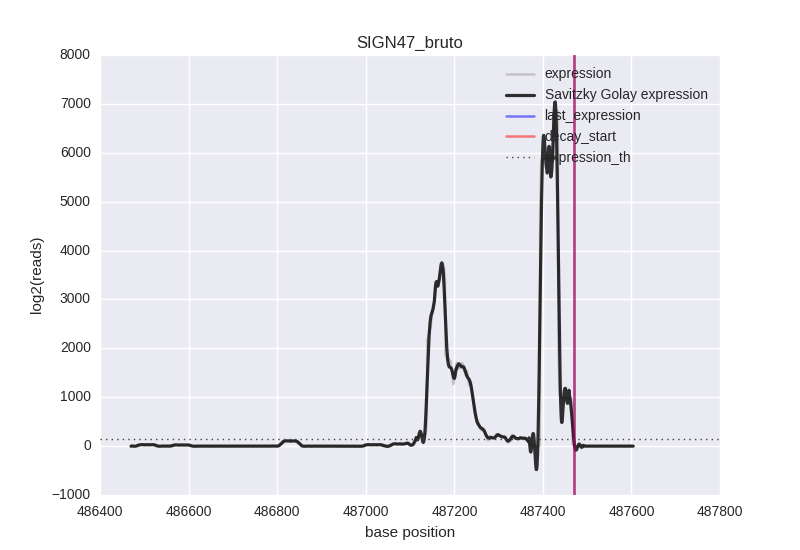 SIGN47_bruto
8000
7000
6000
5000
4000
3000
2000
1000
0
−1000
log2(reads)
expression
Savitzky Golay expression
last_expression
decay_start
expression_th
486400 486600 486800 487000 487200 487400 487600 487800
base position